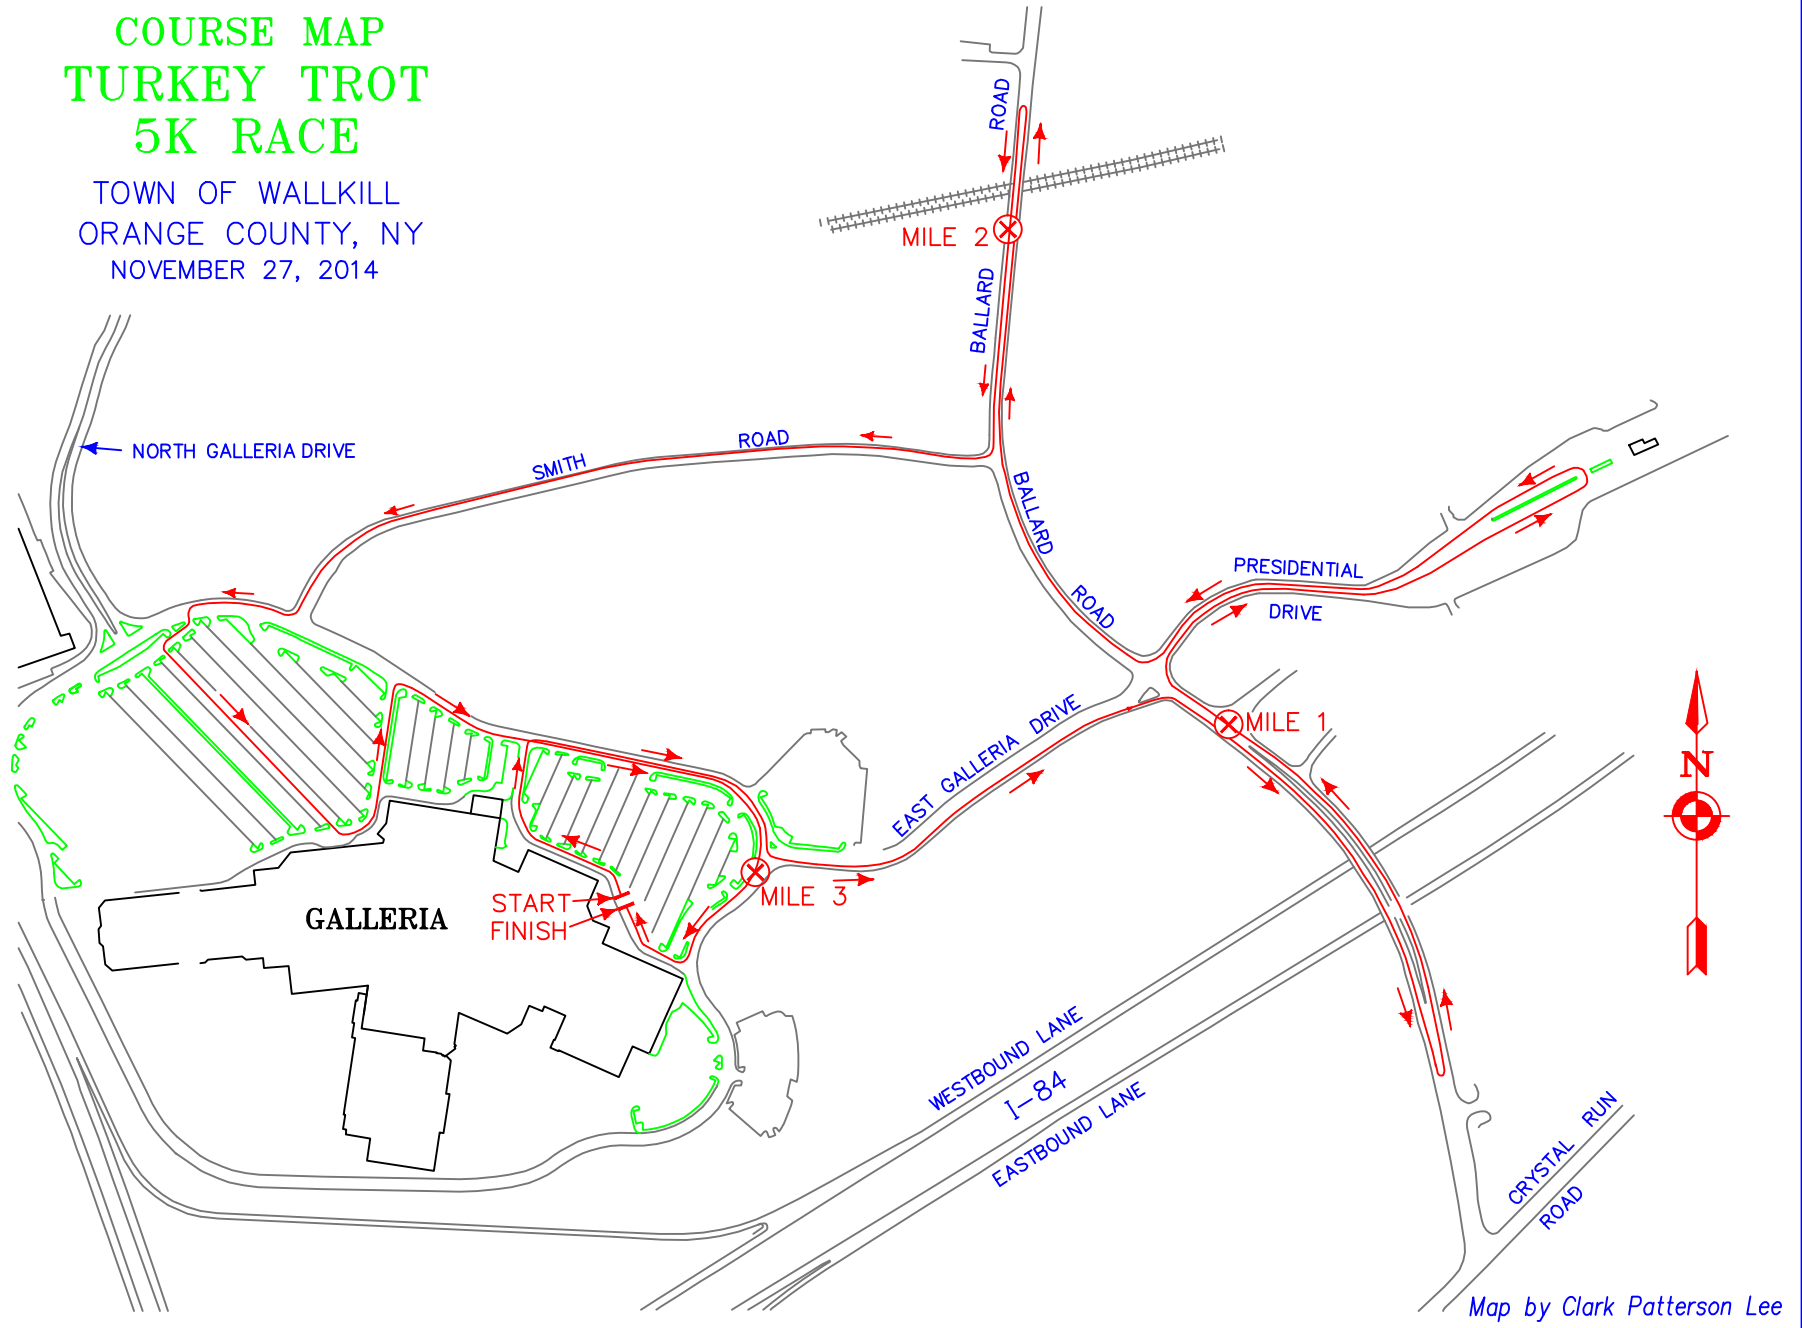 COURSE MAP
TURKEY TROT
5K RACE
TOWN OF WALLKILL
ORANGE COUNTY, NY
NOVEMBER 27, 2014
ROAD
MILE 2
BALLARD
NORTH GALLERIA DRIVE
SMITH
ROAD
BALLARD
ROAD
PRESIDENTIAL
DRIVE
EAST GALLERIA DRIVE
MILE 1
N
MILE 3
START
FINISH
GALLERIA
WESTBOUND LANE
I-84
EASTBOUND LANE
CRYSTAL RUN
ROAD
Map by Clark Patterson Lee